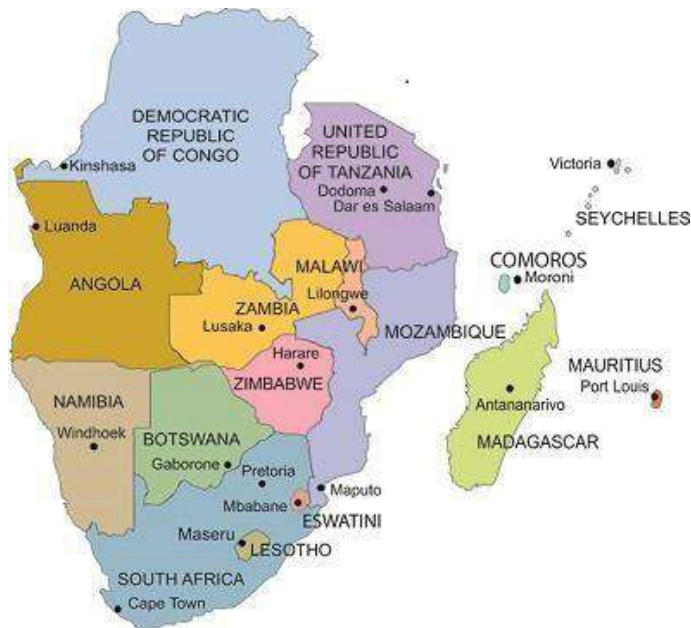 DEMOCRATIC
REPUBLIC
OF CONGO
Kinshasa
UNITED
REPUBLIC
OF TANZANIA
Dodoma
Dar es Salaam
Victoria
SEYCHELLES
Luanda
ANGOLA
MALAWI
Lilongwe
ZAMBIA
Lusaka
COMOROS
Moroni
MOZAMBIQUE
Harare
ZIMBABWE
MAURITIUS
Port Louis
Antananarivo
MADAGASCAR
NAMIBIA
Windhoek
BOTSWANA
Gaborone
Pretoria
Mbabane
Maputo
ESWATINI
Maseru
LESOTHO
SOUTH AFRICA
Cape Town